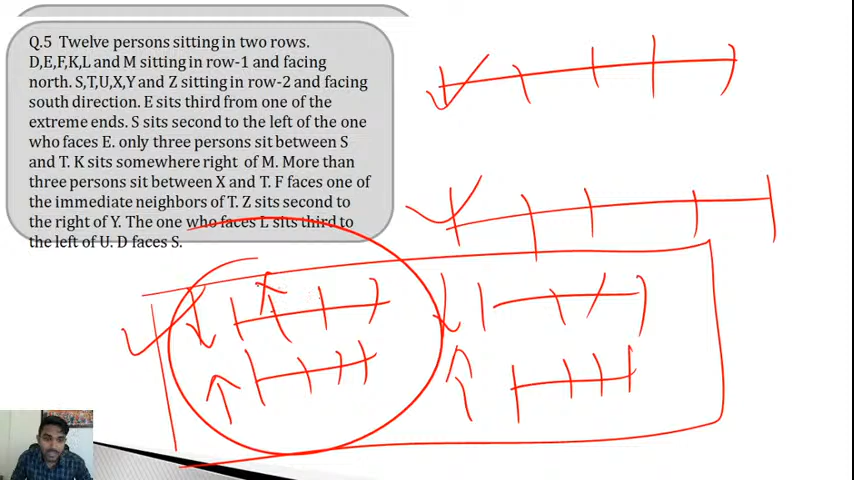 Q.5 Twelve persons sitting in two rows.
D,E,F,K,L and M sitting in row-1 and facing
north. S,T,U,X,Y and Z sitting in row-2 and facing
south direction. E sits third from one of the
extreme ends. S sits second to the left of the one
who faces E. only three persons sit between S
and T. K sits somewhere right of M. More than
three persons sit between X and T. F faces one of
the immediate neighbors of T. Z sits second to
the right of Y. The one who faces L sits third to
the left of U. D faces S.